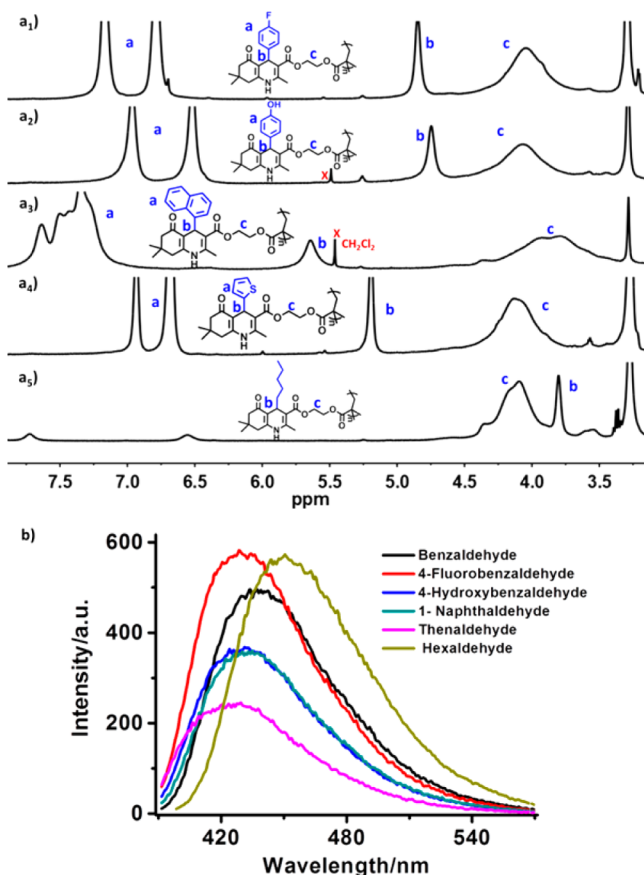 a₁)
F
a
a
b
O
O
O
c
O
O
N
H
b
c
a₂)
OH
a
a
b
O
O
O
c
O
O
N
H
X
b
c
a₃)
a
a
b
O
O
O
c
O
O
N
H
b
X
CH₂Cl₂
c
a₄)
a
a
S
b
O
O
O
c
O
O
N
H
b
c
a₅)
b
O
O
O
c
O
O
N
H
c
b
7.5 7.0 6.5 6.0 5.5 5.0 4.5 4.0 3.5
ppm
b)
600
400
200
0
Intensity/a.u.
Benzaldehyde
4-Fluorobenzaldehyde
4-Hydroxybenzaldehyde
1- Naphthaldehyde
Thenaldehyde
Hexaldehyde
420 480 540
Wavelength/nm